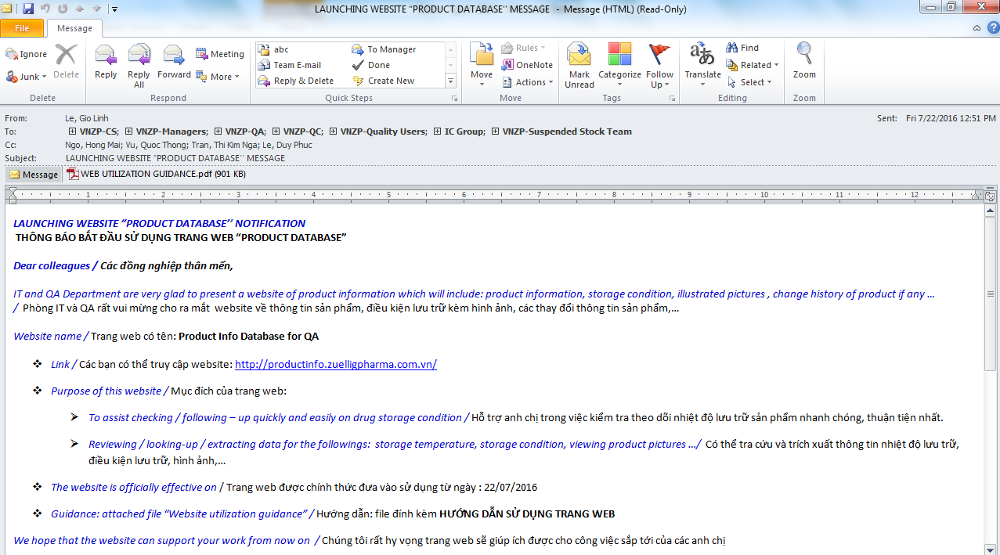 LAUNCHING WEBSITE “PRODUCT DATABASE’’ MESSAGE - Message (HTML) (Read-Only)
File Message
Ignore Meeting abc To Manager Rules Find
Junk Delete Reply Reply All Forward More Team E-mail Done Move OneNote Mark Unread Categorize Follow Up Translate Related Zoom
Reply & Delete Create New Actions Select
Delete Respond Quick Steps Move Tags Editing Zoom
From: Le, Gio Linh Sent: Fri 7/22/2016 12:51 PM
To: VNZP-CS; VNZP-Managers; VNZP-QA; VNZP-QC; VNZP-Quality Users; IC Group; VNZP-Suspended Stock Team
Cc: Ngo, Hong Mai; Vu, Quoc Thong; Tran, Thi Kim Nga; Le, Duy Phuc
Subject: LAUNCHING WEBSITE “PRODUCT DATABASE’’ MESSAGE
Message WEB UTILIZATION GUIDANCE.pdf (901 KB)
1 2 3 4 5 6 7 8 9 10 11 12
LAUNCHING WEBSITE “PRODUCT DATABASE’’ NOTIFICATION
THÔNG BÁO BẮT ĐẦU SỬ DỤNG TRANG WEB “PRODUCT DATABASE”
Dear colleagues / Các đồng nghiệp thân mến,
IT and QA Department are very glad to present a website of product information which will include: product information, storage condition, illustrated pictures , change history of product if any …
/ Phòng IT và QA rất vui mừng cho ra mắt website về thông tin sản phẩm, điều kiện lưu trữ kèm hình ảnh, các thay đổi thông tin sản phẩm,…
Website name / Trang web có tên: Product Info Database for QA
❖ Link / Các bạn có thể truy cập website: http://productinfo.zuelligpharma.com.vn/
❖ Purpose of this website / Mục đích của trang web:
➢ To assist checking / following – up quickly and easily on drug storage condition / Hỗ trợ anh chị trong việc kiểm tra theo dõi nhiệt độ lưu trữ sản phẩm nhanh chóng, thuận tiện nhất.
➢ Reviewing / looking-up / extracting data for the followings: storage temperature, storage condition, viewing product pictures …/ Có thể tra cứu và trích xuất thông tin nhiệt độ lưu trữ,
điều kiện lưu trữ, hình ảnh,…
❖ The website is officially effective on / Trang web được chính thức đưa vào sử dụng từ ngày : 22/07/2016
❖ Guidance: attached file “Website utilization guidance” / Hướng dẫn: file đính kèm HƯỚNG DẪN SỬ DỤNG TRANG WEB
We hope that the website can support your work from now on / Chúng tôi rất hy vọng trang web sẽ giúp ích được cho công việc sắp tới của các anh chị